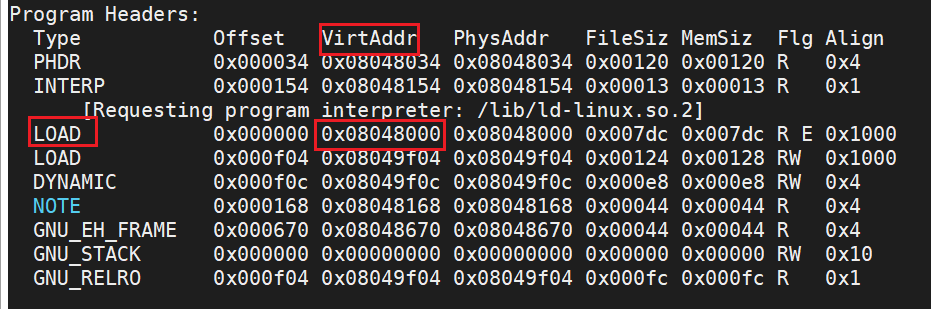 Program Headers:
Type Offset VirtAddr PhysAddr FileSiz MemSiz Flg Align
PHDR 0x000034 0x08048034 0x08048034 0x00120 0x00120 R 0x4
INTERP 0x000154 0x08048154 0x08048154 0x00013 0x00013 R 0x1
[Requesting program interpreter: /lib/ld-linux.so.2]
LOAD 0x000000 0x08048000 0x08048000 0x007dc 0x007dc R E 0x1000
LOAD 0x000f04 0x08049f04 0x08049f04 0x00124 0x00128 RW 0x1000
DYNAMIC 0x000f0c 0x08049f0c 0x08049f0c 0x000e8 0x000e8 RW 0x4
NOTE 0x000168 0x08048168 0x08048168 0x00044 0x00044 R 0x4
GNU_EH_FRAME 0x000670 0x08048670 0x08048670 0x00044 0x00044 R 0x4
GNU_STACK 0x000000 0x00000000 0x00000000 0x00000 0x00000 RW 0x10
GNU_RELRO 0x000f04 0x08049f04 0x08049f04 0x000fc 0x000fc R 0x1